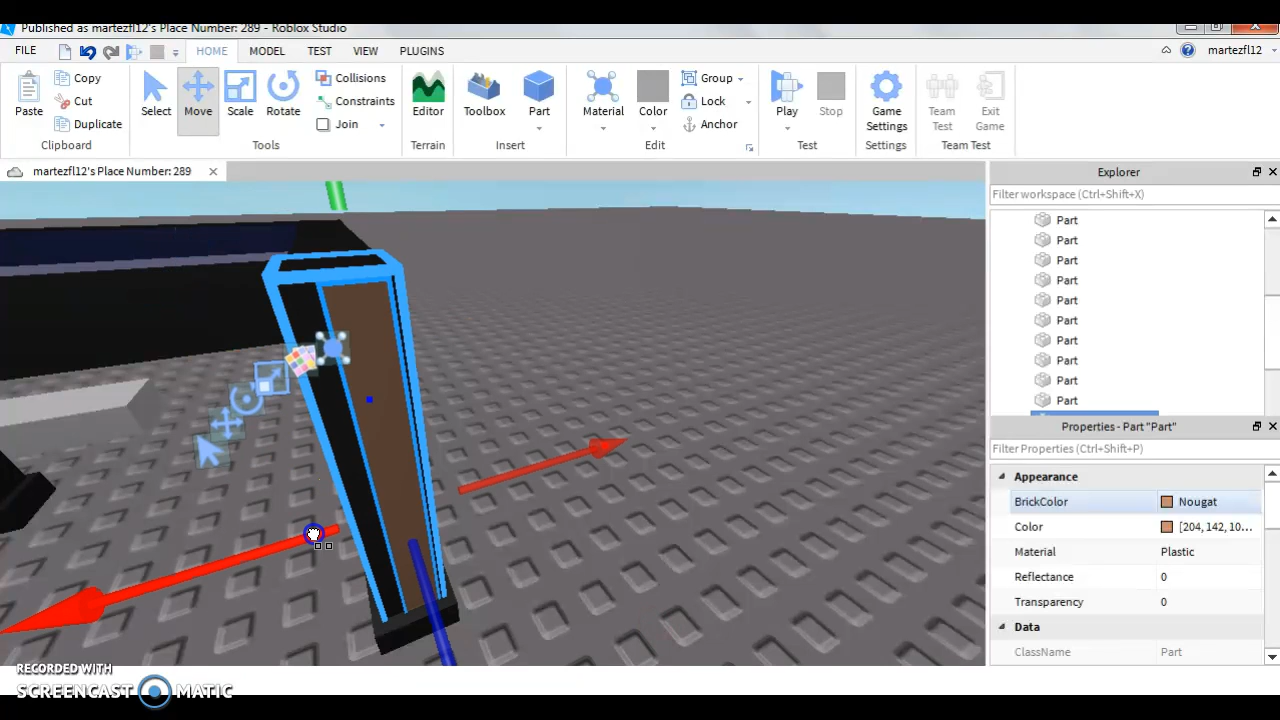 Published as martezfl12's Place Number: 289 - Roblox Studio
FILE HOME MODEL TEST VIEW PLUGINS martezfl12
Copy Collisions Group
Cut Constraints Lock
Paste Duplicate Select Move Scale Rotate Join Editor Toolbox Part Material Color Anchor Play Stop Game Settings Team Test Exit Game
Clipboard Tools Terrain Insert Edit Test Settings Team Test
martezfl12's Place Number: 289
Explorer
Filter workspace (Ctrl+Shift+X)
Part
Part
Part
Part
Part
Part
Part
Part
Part
Part
Properties - Part "Part"
Filter Properties (Ctrl+Shift+P)
Appearance
BrickColor Nougat
Color [204, 142, 10...
Material Plastic
Reflectance 0
Transparency 0
Data
ClassName Part
RECORDED WITH
SCREENCAST MATIC